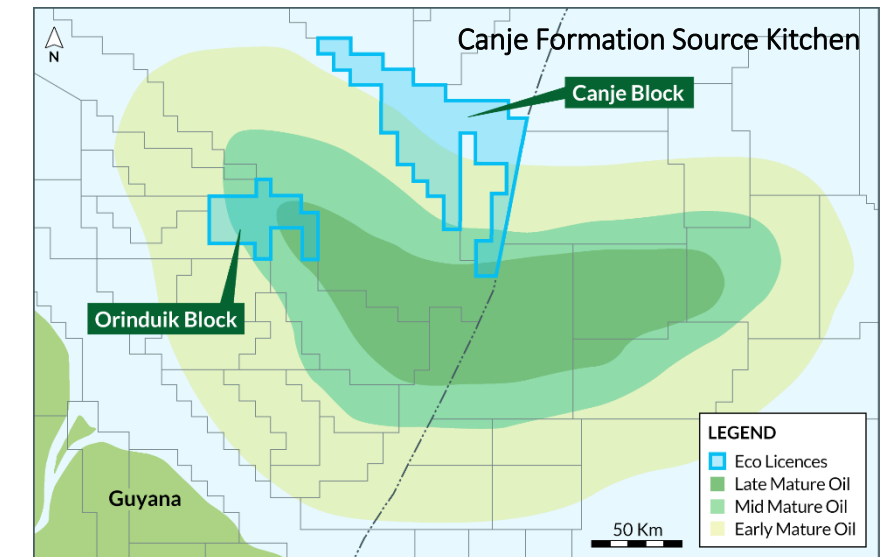 N
Canje Formation Source Kitchen
Canje Block
Orinduik Block
Guyana
LEGEND
Eco Licences
Late Mature Oil
Mid Mature Oil
Early Mature Oil
50 Km